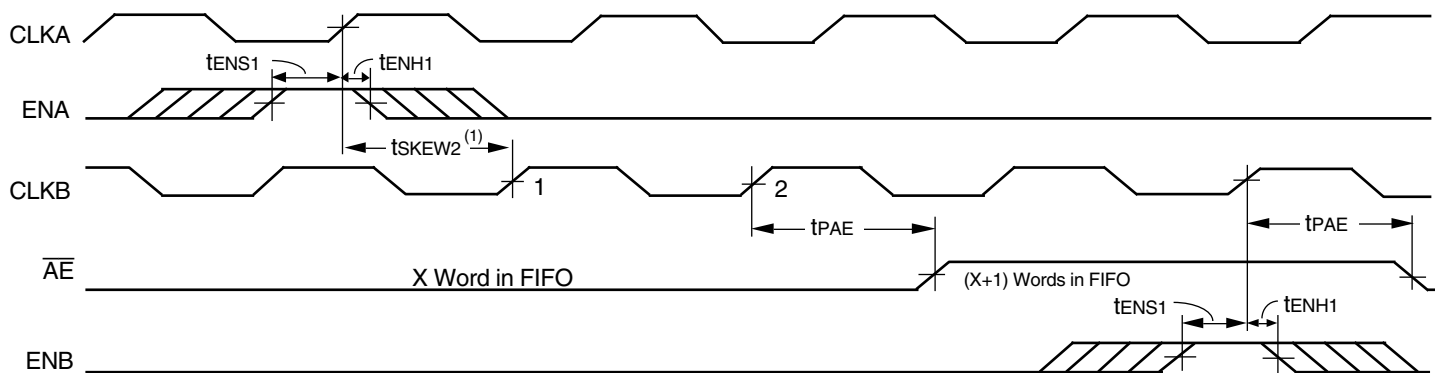 CLKA
tENS1
tENH1
ENA
tSKEW2 (1)
CLKB
1
2
tPAE
tPAE
AE
X Word in FIFO
(X+1) Words in FIFO
tENS1
tENH1
ENB